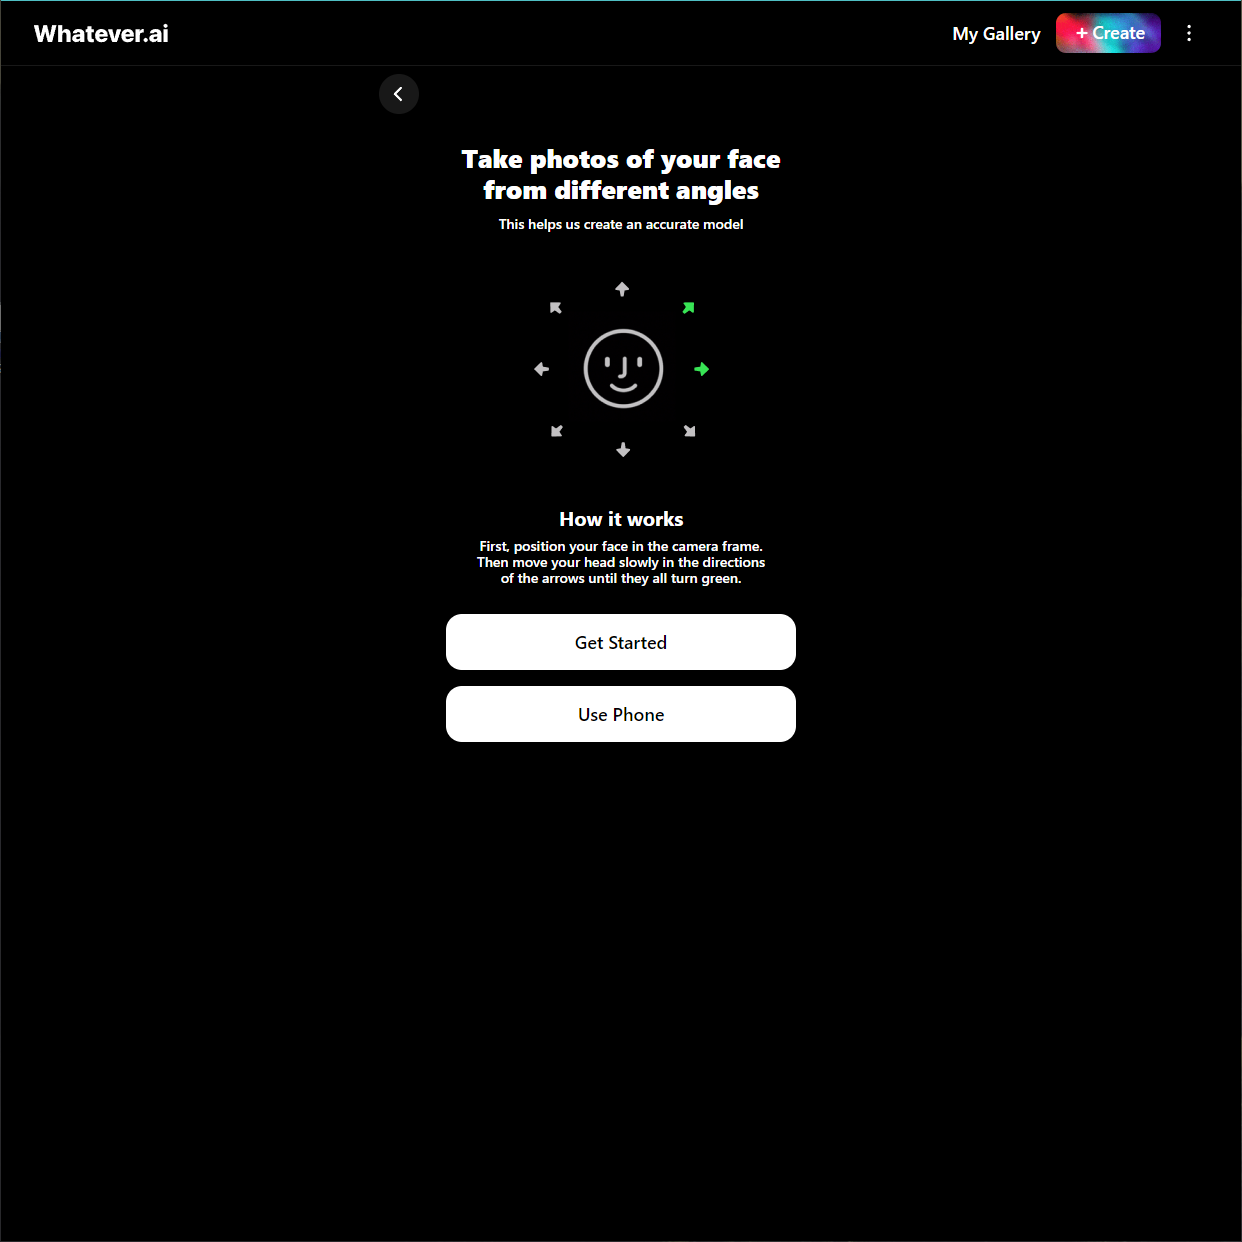 Whatever.ai
My Gallery
+ Create
Take photos of your face
from different angles
This helps us create an accurate model
How it works
First, position your face in the camera frame.
Then move your head slowly in the directions
of the arrows until they all turn green.
Get Started
Use Phone